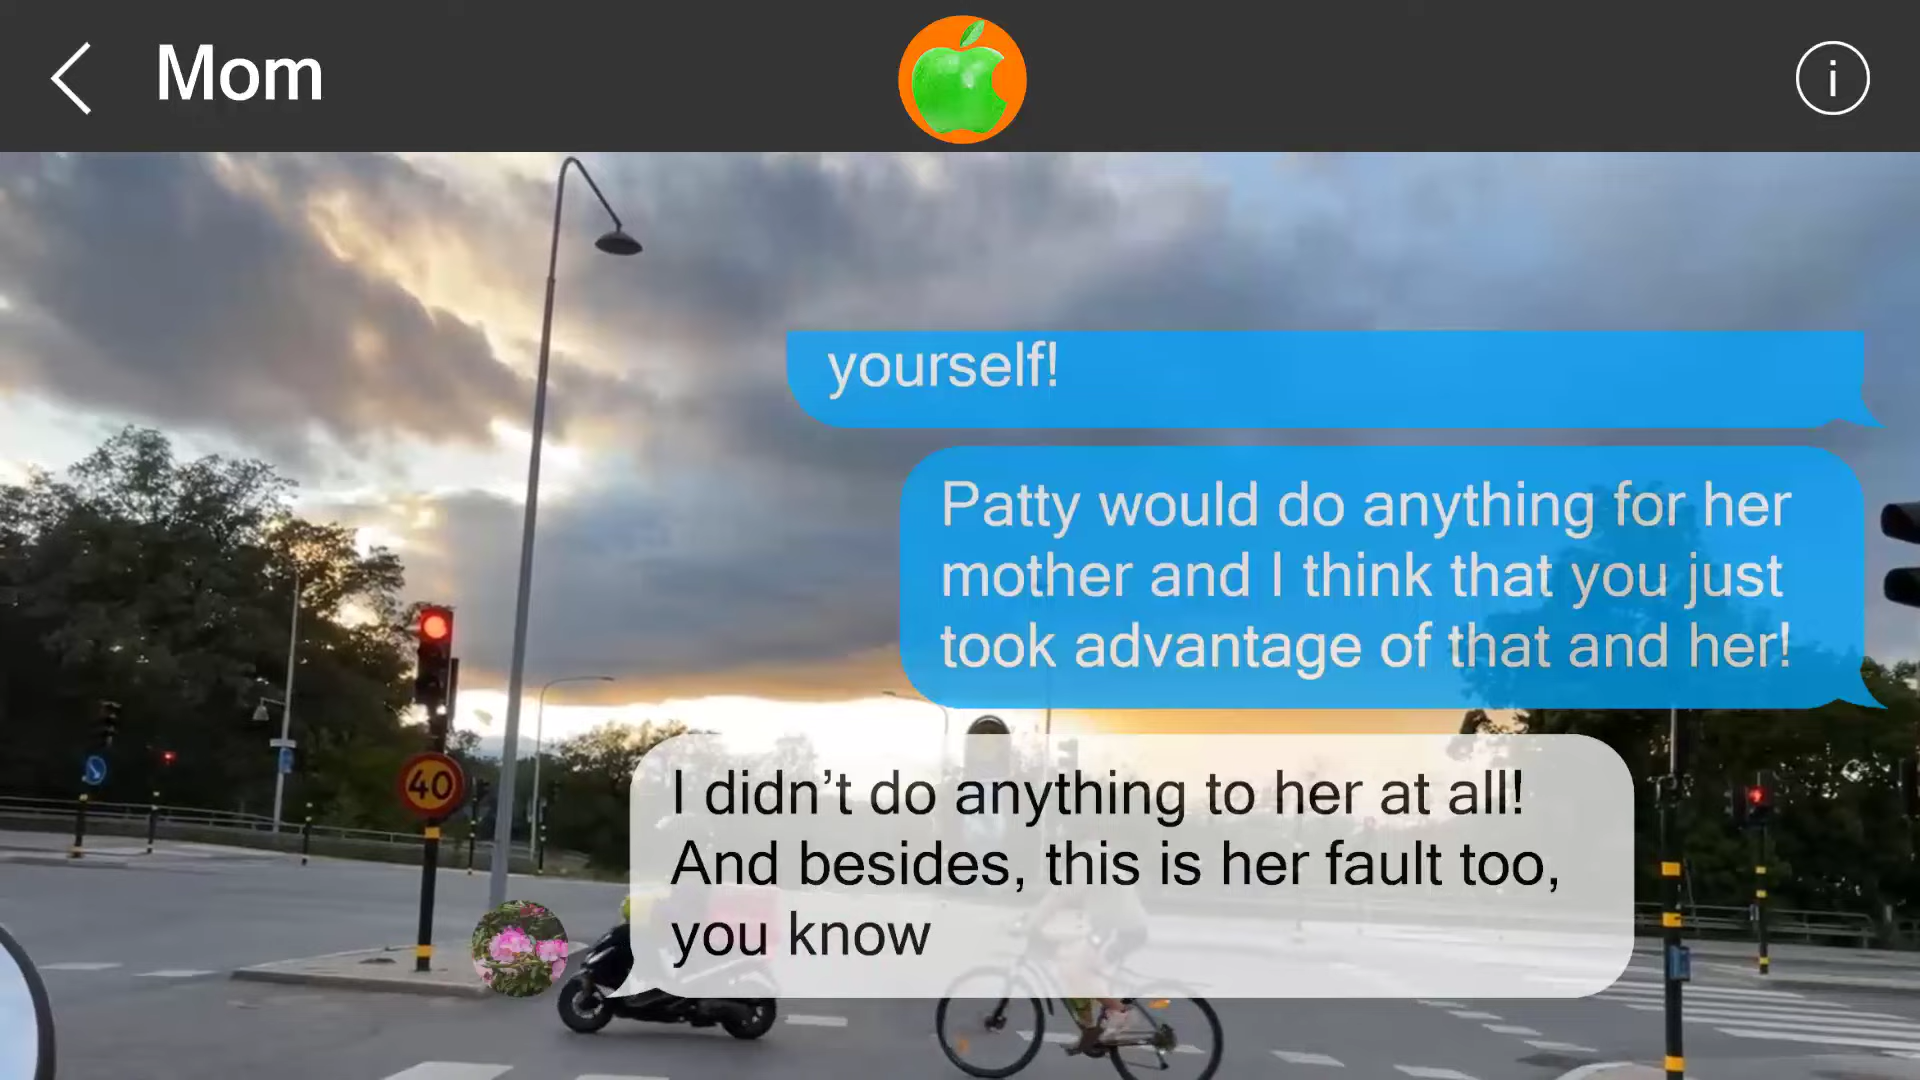 Mom
i
yourself!
Patty would do anything for her
mother and I think that you just
took advantage of that and her!
I didn’t do anything to her at all!
And besides, this is her fault too,
you know
40